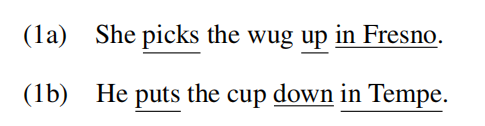 (1a) She picks the wug up in Fresno.
(1b) He puts the cup down in Tempe.